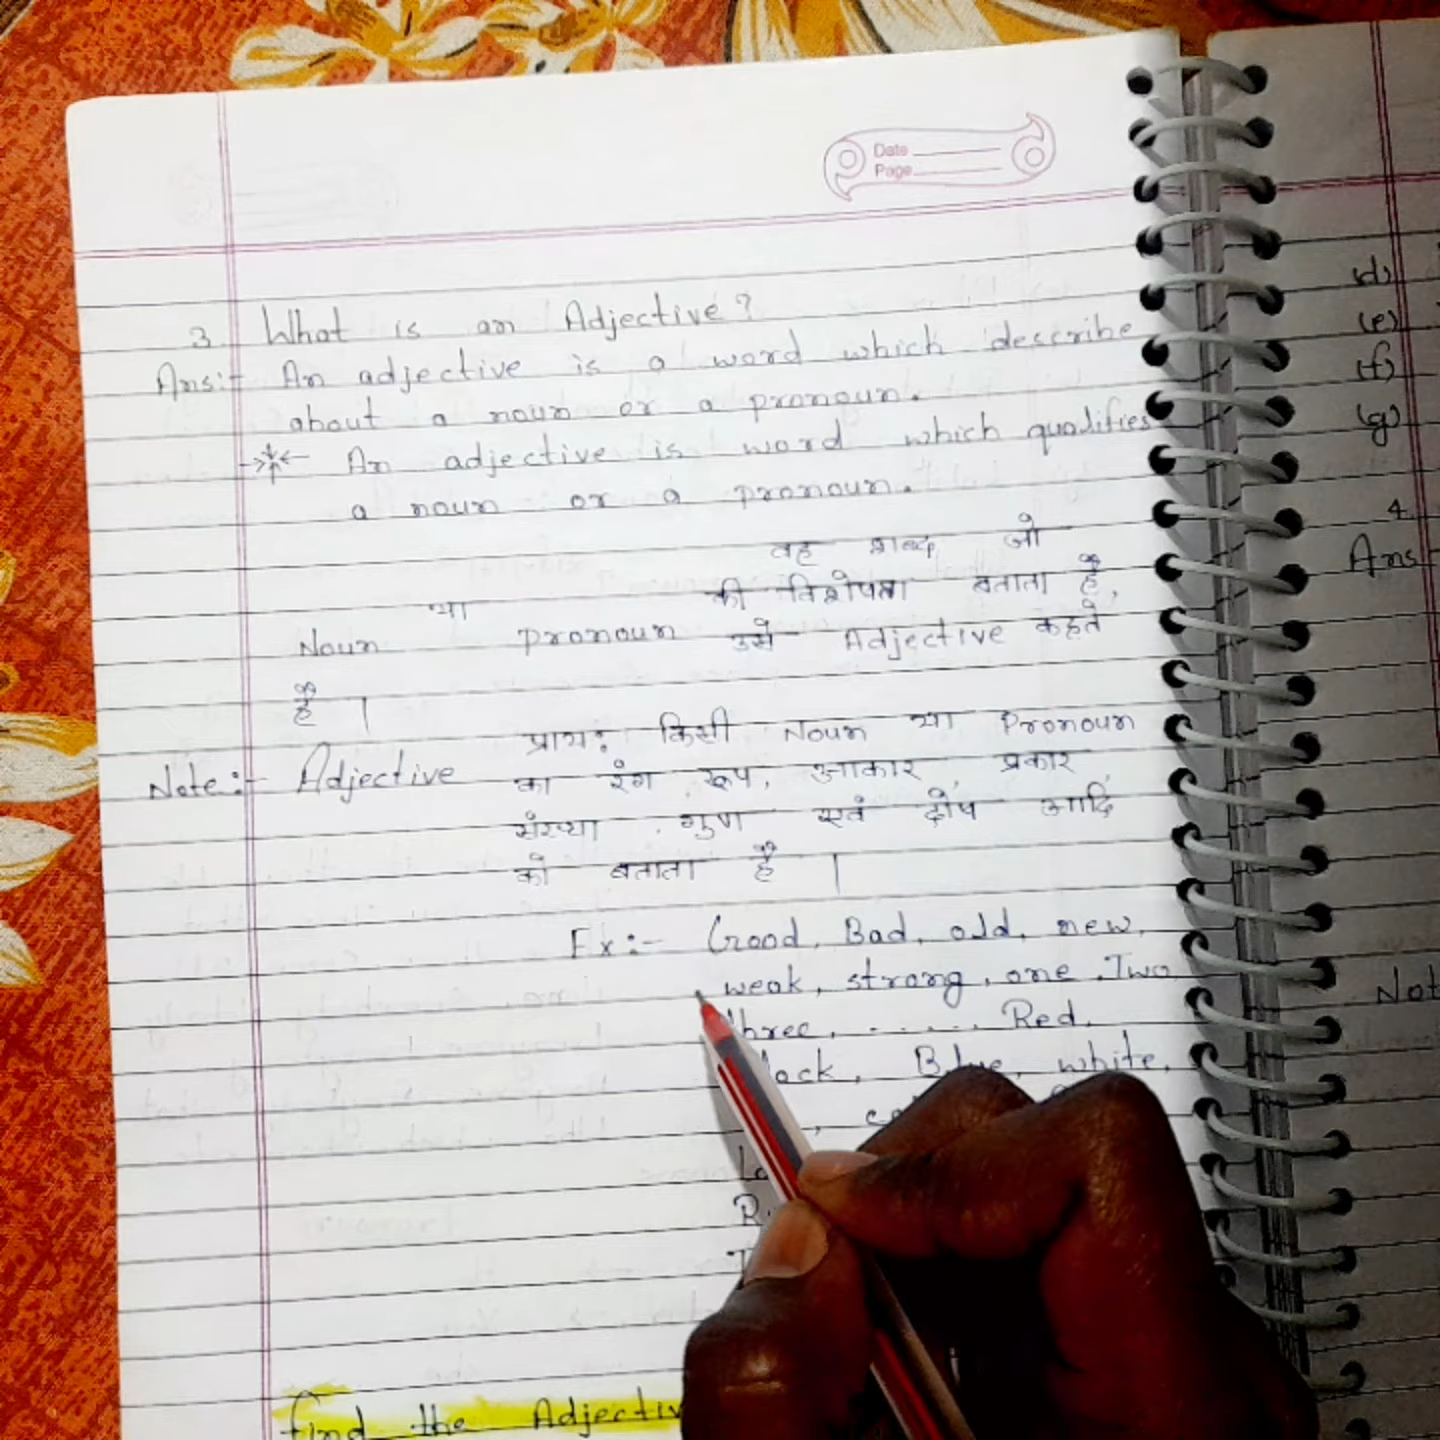 Date
Page
3. What is an Adjective?
Ans:- An adjective is a word which describe
about a noun or a pronoun.
An adjective is word which qualifies
a noun or a pronoun.
वह शब्द जो
Noun या pronoun की विशेषता बताता है,
उसे Adjective कहते
है ।
Note:- Adjective प्रायः किसी Noun या Pronoun
का रंग रूप, आकार, प्रकार,
संख्या, गुण एवं दोष आदि
को बताता है ।
Ex:- Good, Bad, old, new,
weak, strong, one, Two
three, ...... Red,
Blue, white,
find the
(d)
(e)
(f)
(g)
4.
Ans